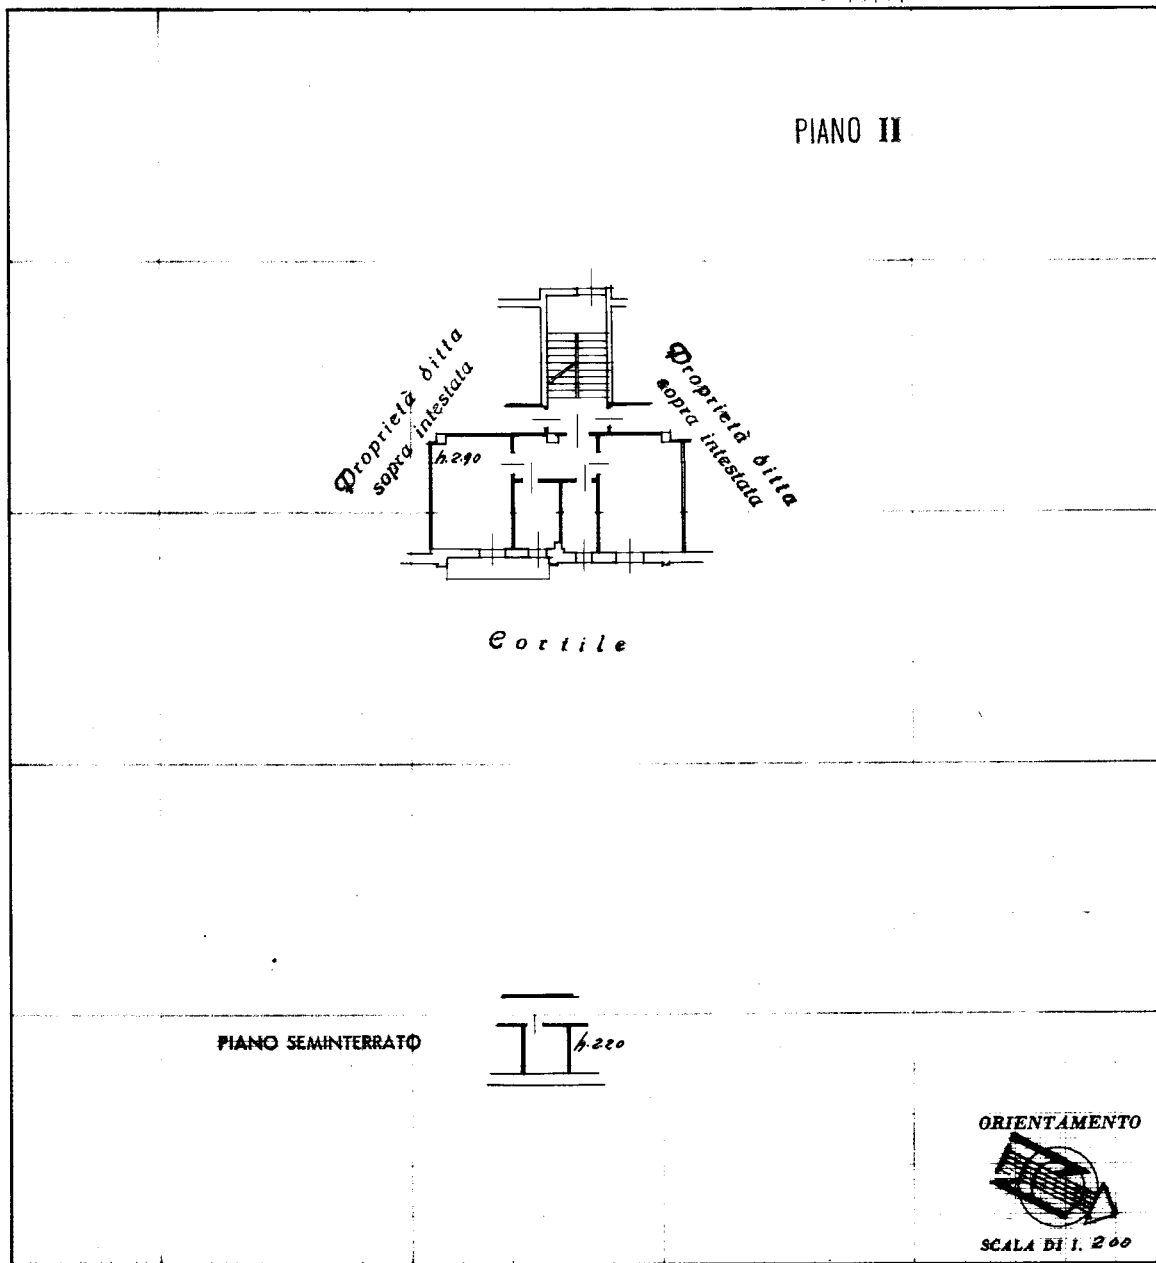 PIANO II
Proprietà ditta
sopra intestata
Proprietà ditta
sopra intestata
h. 2.90
Cortile
PIANO SEMINTERRATO
h. 2.20
ORIENTAMENTO
SCALA DI 1. 200